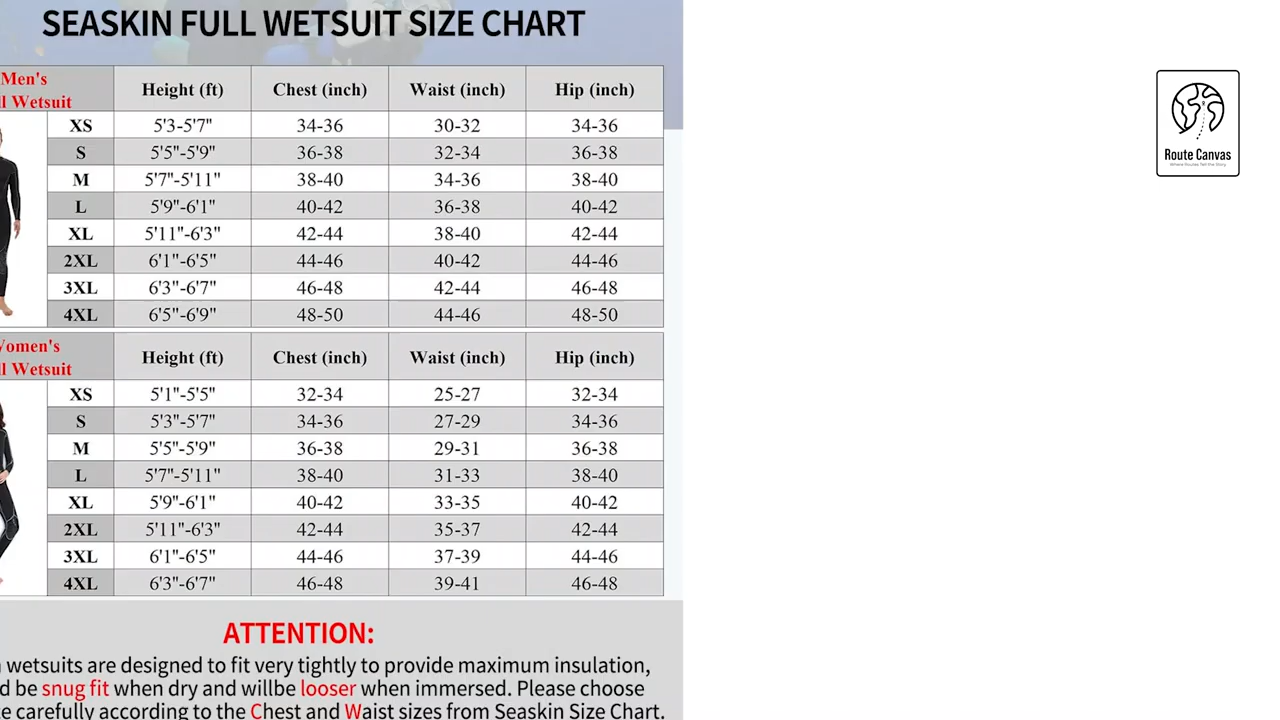 SEASKIN FULL WETSUIT SIZE CHART
Men's
ll Wetsuit
Height (ft) Chest (inch) Waist (inch) Hip (inch)
XS 5'3-5'7" 34-36 30-32 34-36
S 5'5"-5'9" 36-38 32-34 36-38
M 5'7"-5'11" 38-40 34-36 38-40
L 5'9"-6'1" 40-42 36-38 40-42
XL 5'11"-6'3" 42-44 38-40 42-44
2XL 6'1"-6'5" 44-46 40-42 44-46
3XL 6'3"-6'7" 46-48 42-44 46-48
4XL 6'5"-6'9" 48-50 44-46 48-50
omen's
ll Wetsuit
Height (ft) Chest (inch) Waist (inch) Hip (inch)
XS 5'1"-5'5" 32-34 25-27 32-34
S 5'3"-5'7" 34-36 27-29 34-36
M 5'5"-5'9" 36-38 29-31 36-38
L 5'7"-5'11" 38-40 31-33 38-40
XL 5'9"-6'1" 40-42 33-35 40-42
2XL 5'11"-6'3" 42-44 35-37 42-44
3XL 6'1"-6'5" 44-46 37-39 44-46
4XL 6'3"-6'7" 46-48 39-41 46-48
ATTENTION:
wetsuits are designed to fit very tightly to provide maximum insulation,
d be snug fit when dry and willbe looser when immersed. Please choose
e carefully according to the Chest and Waist sizes from Seaskin Size Chart.
Route Canvas
Where Routes Tell the Story